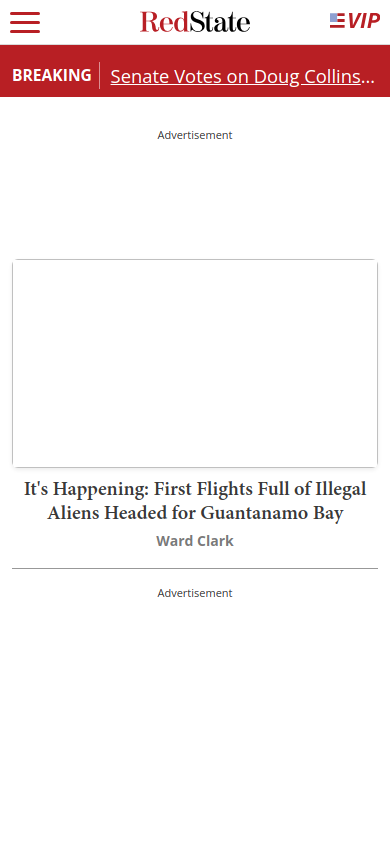 RedState
VIP
BREAKING
Senate Votes on Doug Collins...
Advertisement
It's Happening: First Flights Full of Illegal
Aliens Headed for Guantanamo Bay
Ward Clark
Advertisement